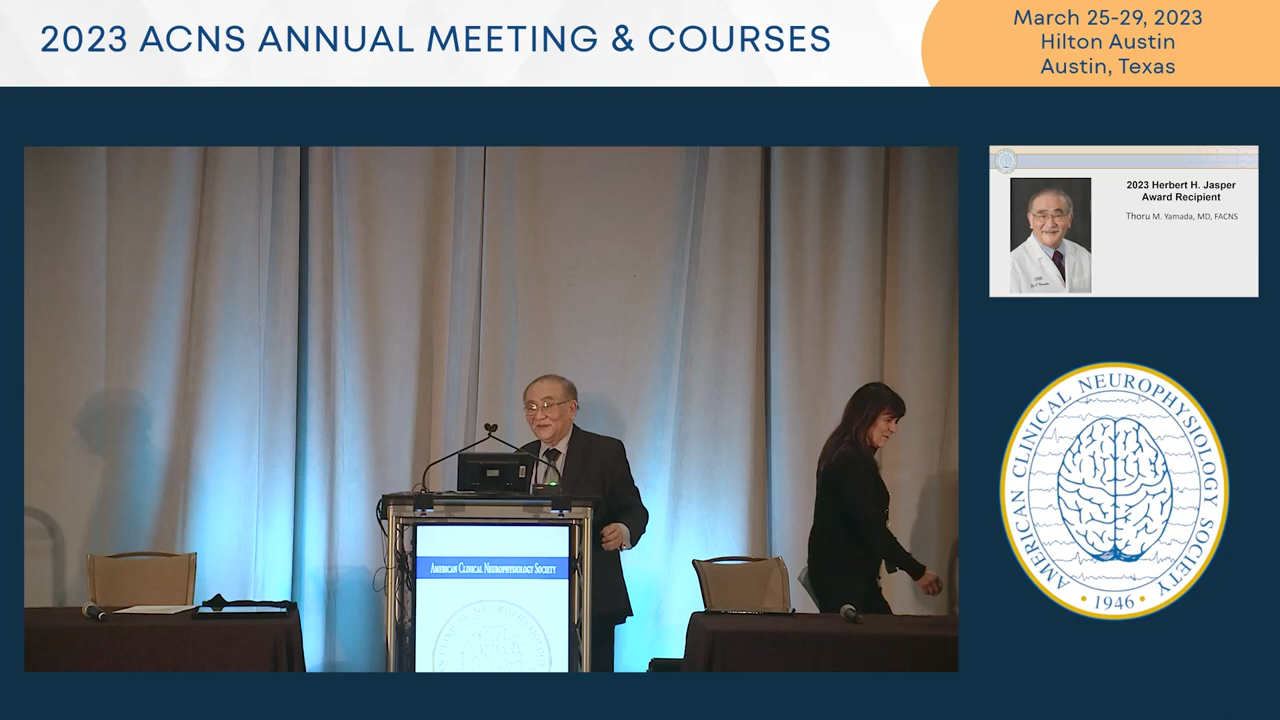 2023 ACNS ANNUAL MEETING & COURSES
March 25-29, 2023
Hilton Austin
Austin, Texas
2023 Herbert H. Jasper
Award Recipient
Thoru M. Yamada, MD, FACNS
AMERICAN CLINICAL NEUROPHYSIOLOGY SOCIETY
AMERICAN CLINICAL NEUROPHYSIOLOGY SOCIETY
• 1946 •